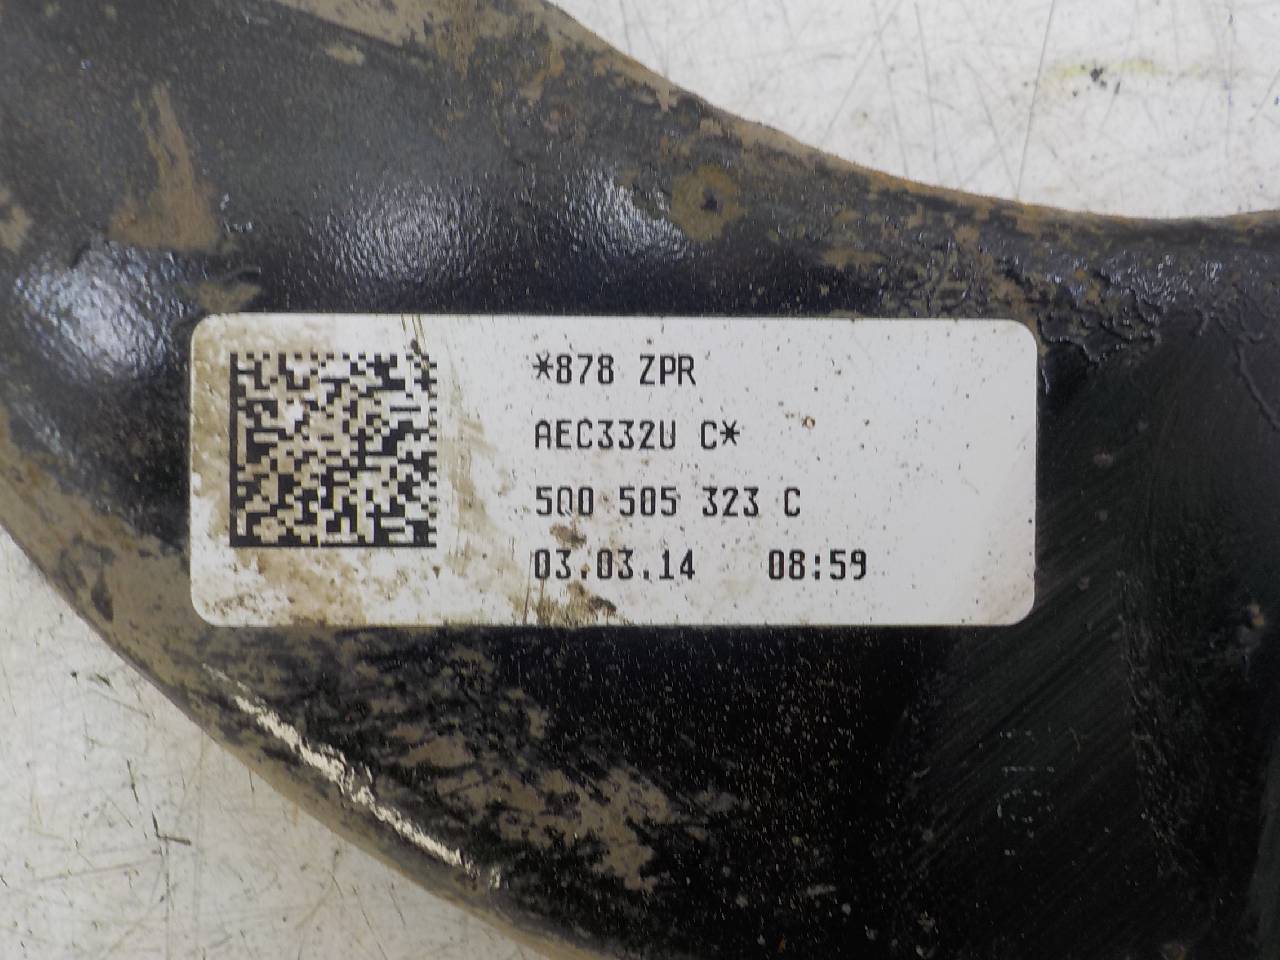 *878 ZPR
AEC332U C*
5Q0 505 323 C
03.03.14 08:59